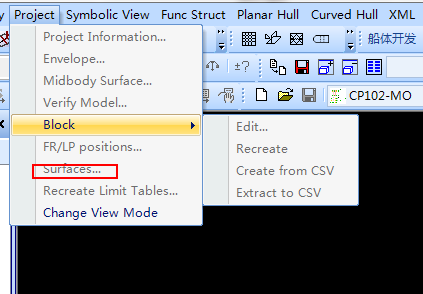 Project Symbolic View Func Struct Planar Hull Curved Hull XML
Project Information...
Envelope...
Midbody Surface...
Verify Model...
Block
FR/LP positions...
Surfaces...
Recreate Limit Tables...
Change View Mode
Edit...
Recreate
Create from CSV
Extract to CSV
船体开发
±?
CP102-MO